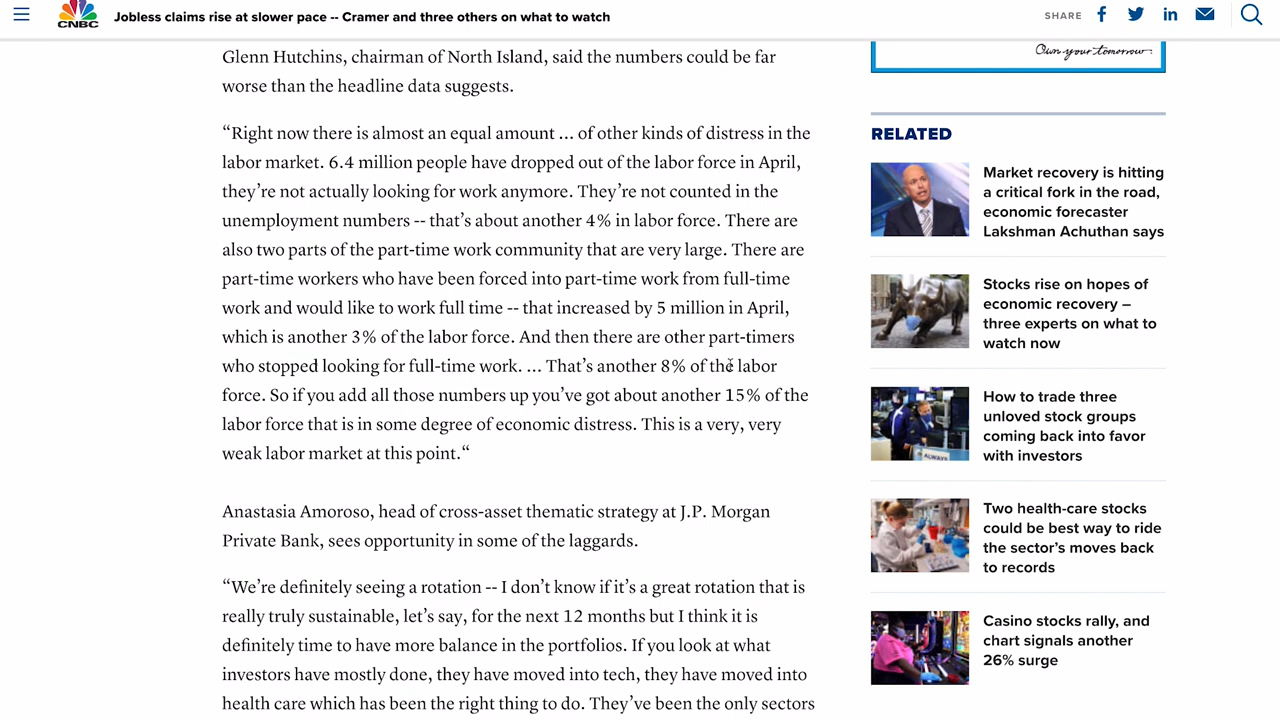 CNBC
Jobless claims rise at slower pace -- Cramer and three others on what to watch
SHARE
Glenn Hutchins, chairman of North Island, said the numbers could be far
worse than the headline data suggests.
“Right now there is almost an equal amount … of other kinds of distress in the
labor market. 6.4 million people have dropped out of the labor force in April,
they’re not actually looking for work anymore. They’re not counted in the
unemployment numbers -- that’s about another 4% in labor force. There are
also two parts of the part-time work community that are very large. There are
part-time workers who have been forced into part-time work from full-time
work and would like to work full time -- that increased by 5 million in April,
which is another 3% of the labor force. And then there are other part-timers
who stopped looking for full-time work. … That’s another 8% of the labor
force. So if you add all those numbers up you’ve got about another 15% of the
labor force that is in some degree of economic distress. This is a very, very
weak labor market at this point.“
Anastasia Amoroso, head of cross-asset thematic strategy at J.P. Morgan
Private Bank, sees opportunity in some of the laggards.
“We’re definitely seeing a rotation -- I don’t know if it’s a great rotation that is
really truly sustainable, let’s say, for the next 12 months but I think it is
definitely time to have more balance in the portfolios. If you look at what
investors have mostly done, they have moved into tech, they have moved into
health care which has been the right thing to do. They’ve been the only sectors
Own your tomorrow.
RELATED
Market recovery is hitting
a critical fork in the road,
economic forecaster
Lakshman Achuthan says
Stocks rise on hopes of
economic recovery –
three experts on what to
watch now
How to trade three
unloved stock groups
coming back into favor
with investors
ALWAYS
Two health-care stocks
could be best way to ride
the sector’s moves back
to records
Casino stocks rally, and
chart signals another
26% surge